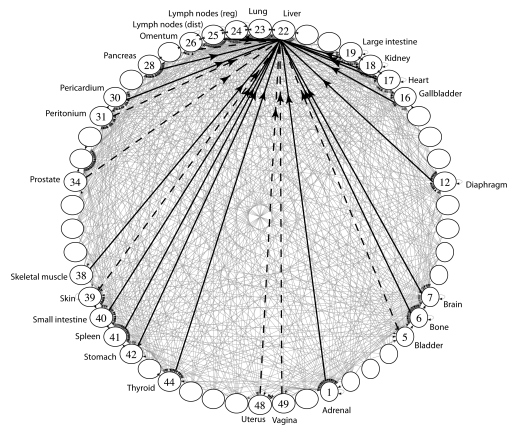 Lymph nodes (reg) Lung Liver
Lymph nodes (dist)
Omentum 26 25 24 23 22
19 Large intestine
Pancreas 28 18 Kidney
17 Heart
Pericardium 30 16 Gallbladder
Peritonium 31
Prostate 34 12 Diaphragm
Skeletal muscle 38
Skin 39 7 Brain
Small intestine 40 6 Bone
Spleen 41 5 Bladder
Stomach 42
Thyroid 44
48 49 1
Uterus Vagina Adrenal